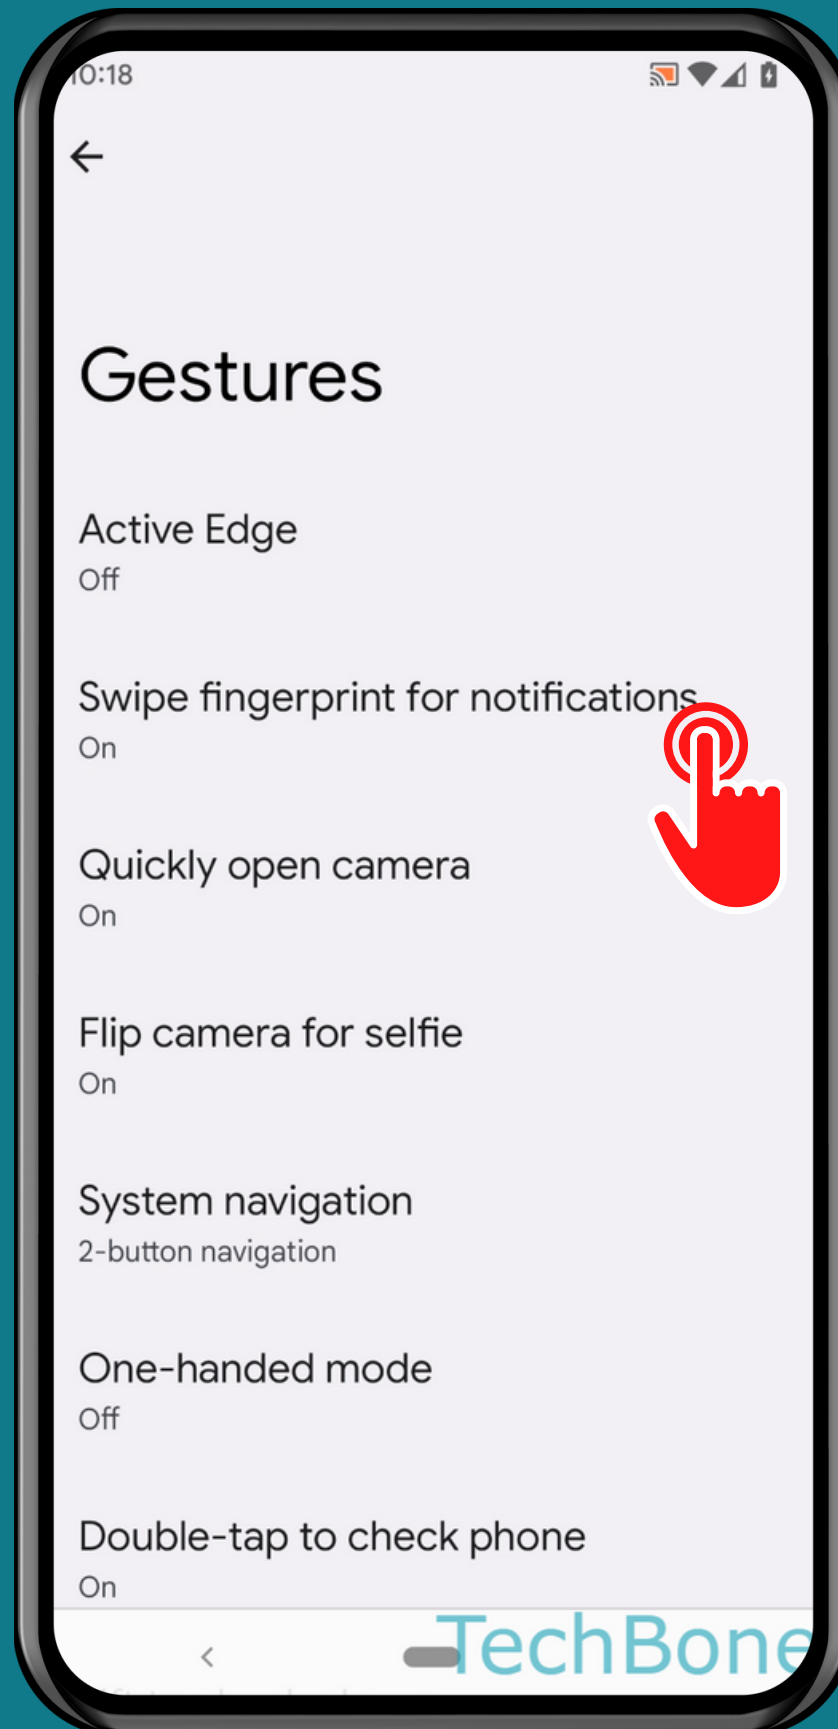 10:18
Gestures
Active Edge
Off
Swipe fingerprint for notifications
On
Quickly open camera
On
Flip camera for selfie
On
System navigation
2-button navigation
One-handed mode
Off
Double-tap to check phone
On
TechBone